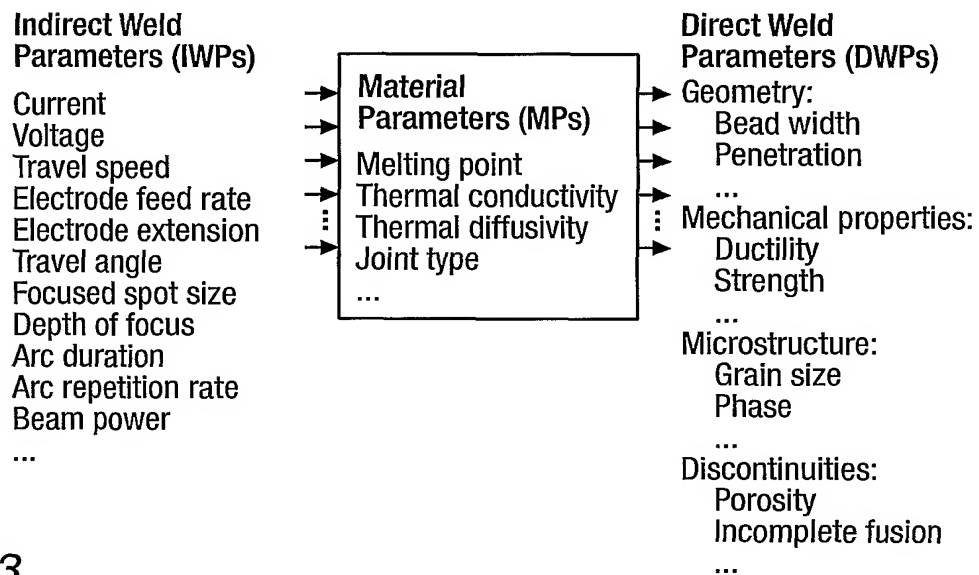 Indirect Weld
Parameters (IWPs)
Current
Voltage
Travel speed
Electrode feed rate
Electrode extension
Travel angle
Focused spot size
Depth of focus
Arc duration
Arc repetition rate
Beam power
...
Material
Parameters (MPs)
Melting point
Thermal conductivity
Thermal diffusivity
Joint type
...
Direct Weld
Parameters (DWPs)
Geometry:
Bead width
Penetration
...
Mechanical properties:
Ductility
Strength
...
Microstructure:
Grain size
Phase
...
Discontinuities:
Porosity
Incomplete fusion
...
3